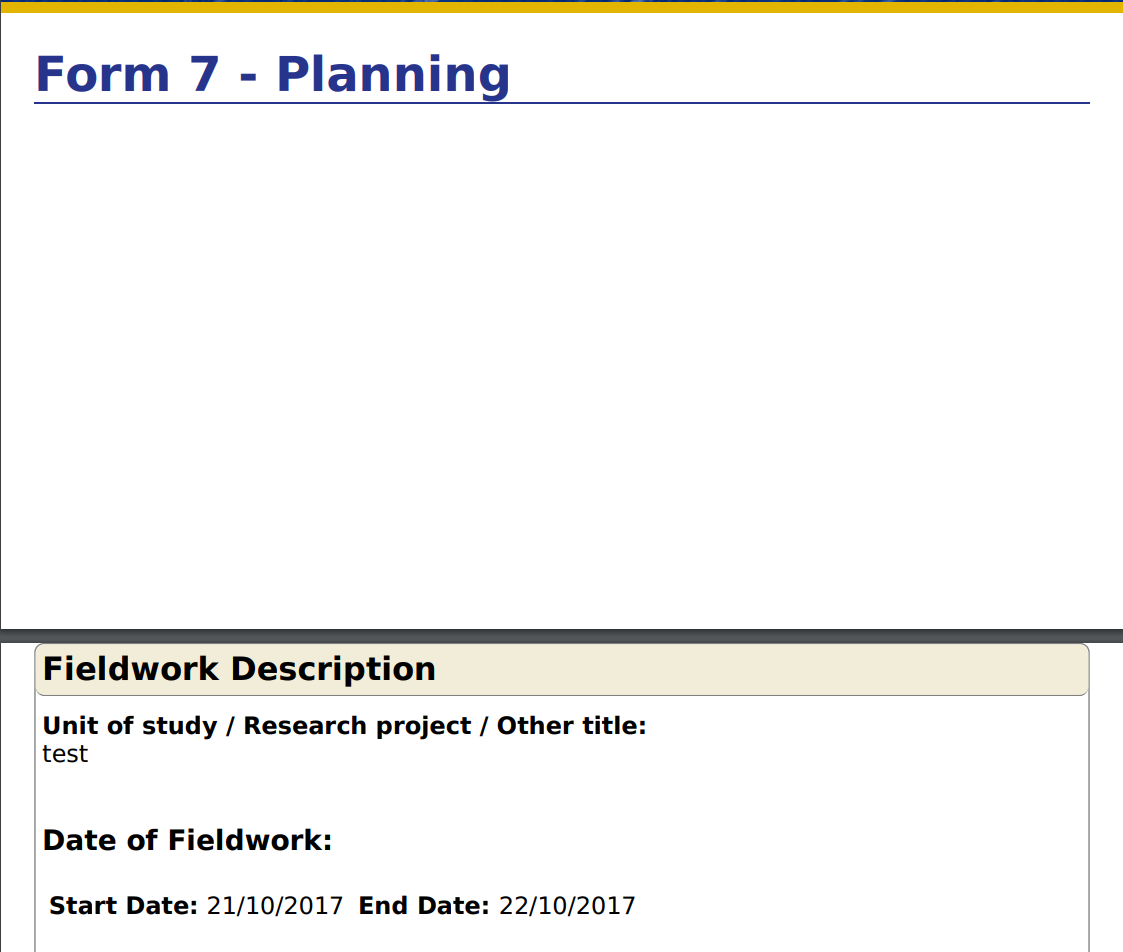 Form 7 - Planning
Fieldwork Description
Unit of study / Research project / Other title:
test
Date of Fieldwork:
Start Date: 21/10/2017 End Date: 22/10/2017